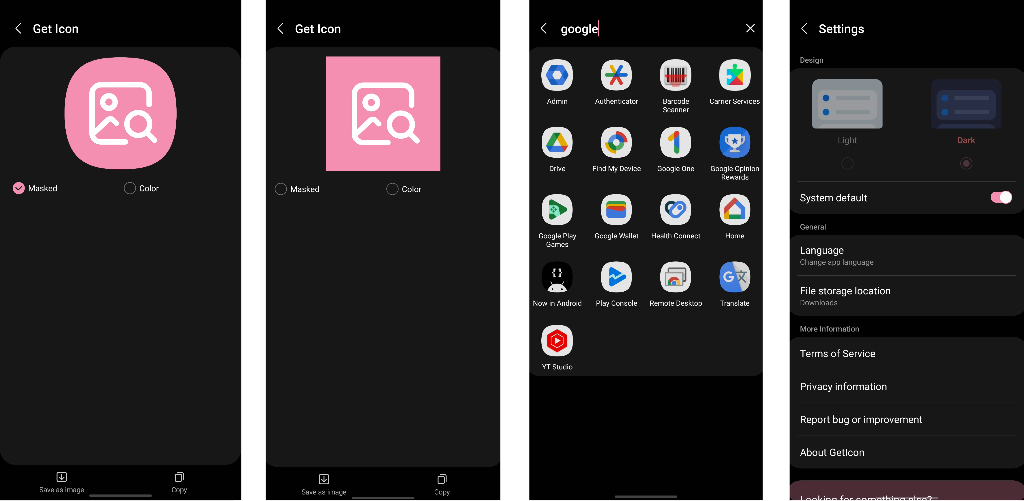 Get Icon
Masked
Color
Save as image
Copy
Get Icon
Masked
Color
Save as image
Copy
google
Admin
Authenticator
Barcode
Scanner
Carrier Services
Drive
Find My Device
Google One
Google Opinion
Rewards
Google Play
Games
Google Wallet
Health Connect
Home
Now in Android
Play Console
Remote Desktop
Translate
YT Studio
Settings
Design
Light
Dark
System default
General
Language
Change app language
File storage location
Downloads
More Information
Terms of Service
Privacy information
Report bug or improvement
About GetIcon
Looking for something else?